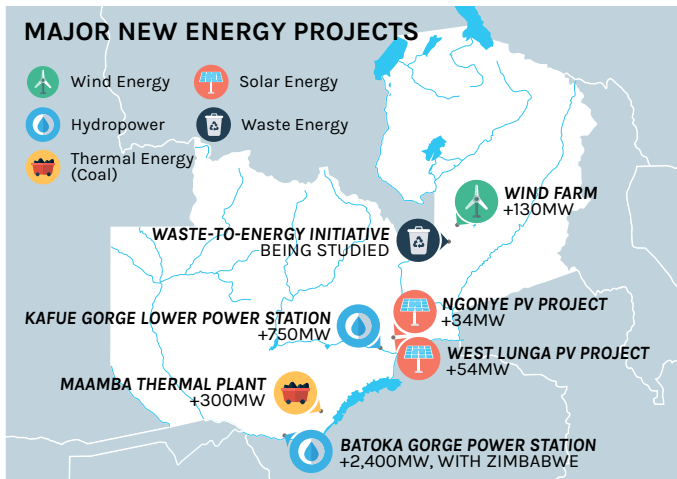 MAJOR NEW ENERGY PROJECTS
Wind Energy
Solar Energy
Hydropower
Waste Energy
Thermal Energy
(Coal)
WIND FARM
+130MW
WASTE-TO-ENERGY INITIATIVE
BEING STUDIED
NGONYE PV PROJECT
+34MW
KAFUE GORGE LOWER POWER STATION
+750MW
WEST LUNGA PV PROJECT
+54MW
MAAMBA THERMAL PLANT
+300MW
BATOKA GORGE POWER STATION
+2,400MW, WITH ZIMBABWE